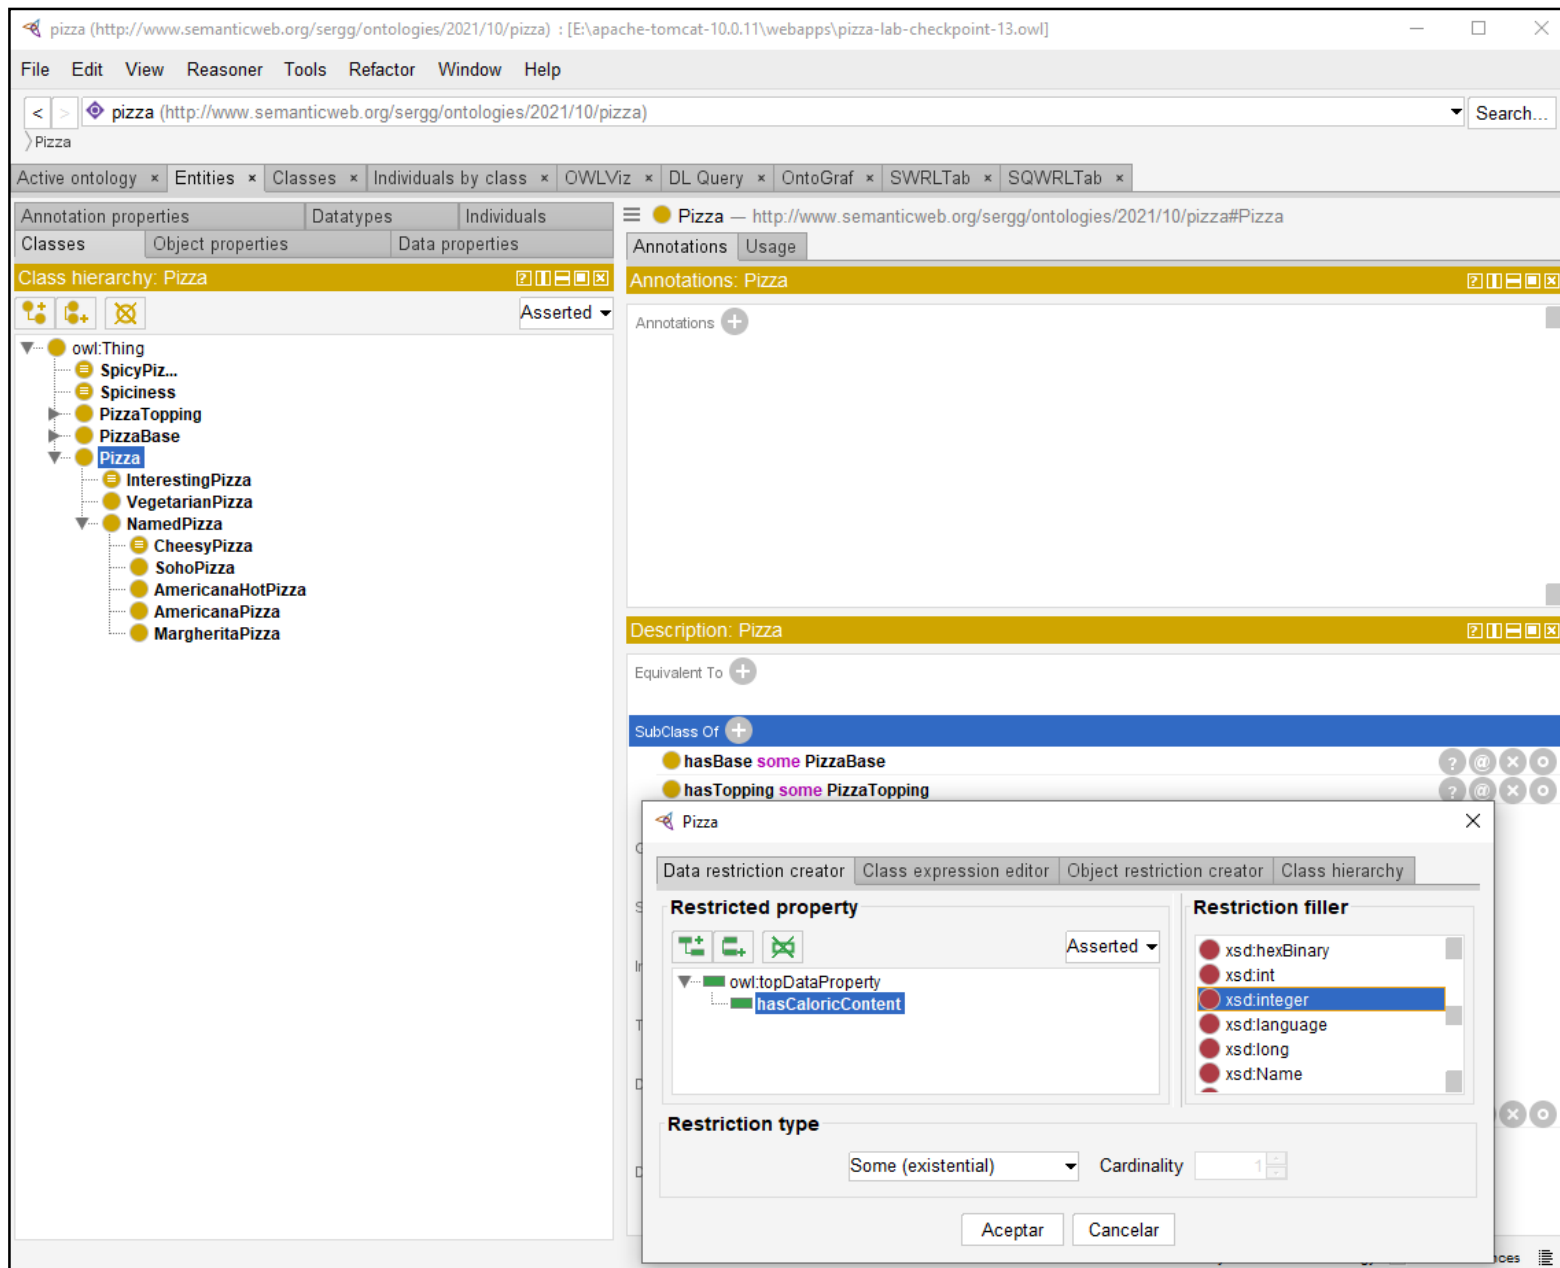 pizza (http://www.semanticweb.org/sergg/ontologies/2021/10/pizza) : [E:\apache-tomcat-10.0.11\webapps\pizza-lab-checkpoint-13.owl]
File Edit View Reasoner Tools Refactor Window Help
< > pizza (http://www.semanticweb.org/sergg/ontologies/2021/10/pizza) Search...
Pizza
Active ontology × Entities × Classes × Individuals by class × OWLViz × DL Query × OntoGraf × SWRLTab × SQWRLTab ×
Annotation properties Datatypes Individuals
Classes Object properties Data properties
Class hierarchy: Pizza
Asserted
owl:Thing
SpicyPiz...
Spiciness
PizzaTopping
PizzaBase
Pizza
InterestingPizza
VegetarianPizza
NamedPizza
CheesyPizza
SohoPizza
AmericanaHotPizza
AmericanaPizza
MargheritaPizza
Pizza — http://www.semanticweb.org/sergg/ontologies/2021/10/pizza#Pizza
Annotations Usage
Annotations: Pizza
Annotations
Description: Pizza
Equivalent To
SubClass Of
hasBase some PizzaBase
hasTopping some PizzaTopping
Pizza
Data restriction creator Class expression editor Object restriction creator Class hierarchy
Restricted property
Asserted
owl:topDataProperty
hasCaloricContent
Restriction filler
xsd:hexBinary
xsd:int
xsd:integer
xsd:language
xsd:long
xsd:Name
Restriction type
Some (existential) Cardinality 1
Aceptar Cancelar